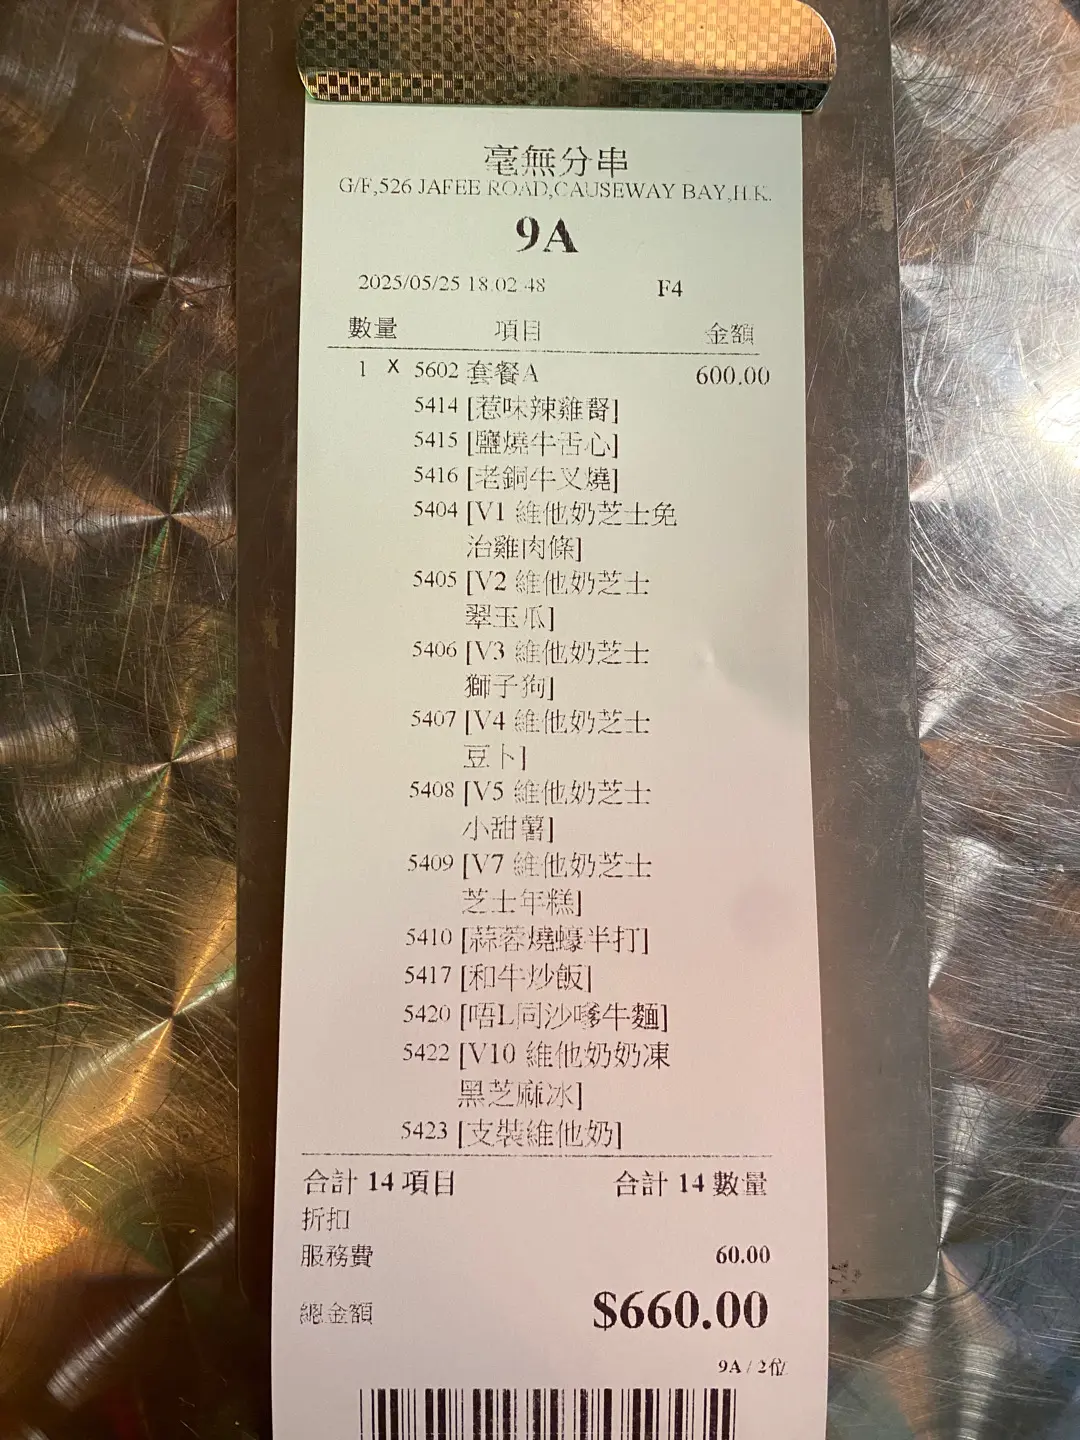 毫無分串
G/F,526 JAFEE ROAD,CAUSEWAY BAY,H.K.
9A
2025/05/25 18:02:48 F4
數量 項目 金額
1 X 5602 套餐A 600.00
5414 [惹味辣雞腎]
5415 [鹽燒牛舌心]
5416 [老銅牛叉燒]
5404 [V1 維他奶芝士免
治雞肉條]
5405 [V2 維他奶芝士
翠玉瓜]
5406 [V3 維他奶芝士
獅子狗]
5407 [V4 維他奶芝士
豆卜]
5408 [V5 維他奶芝士
小甜薯]
5409 [V7 維他奶芝士
芝士年糕]
5410 [蒜蓉燒蠔半打]
5417 [和牛炒飯]
5420 [唔L同沙嗲牛麵]
5422 [V10 維他奶奶凍
黑芝麻冰]
5423 [支裝維他奶]
合計 14 項目 合計 14 數量
折扣
服務費 60.00
總金額 $660.00
9A / 2位